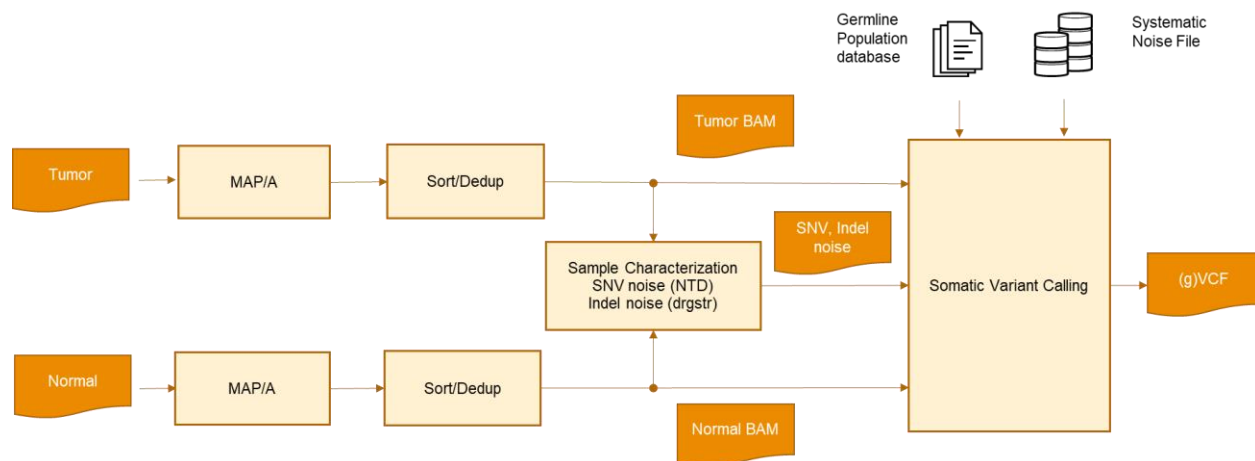 Germline
Population
database
Systematic
Noise File
Tumor BAM
Tumor
MAP/A
Sort/Dedup
SNV, Indel
noise
Sample Characterization
SNV noise (NTD)
Indel noise (drgstr)
Somatic Variant Calling
(g)VCF
Normal
MAP/A
Sort/Dedup
Normal BAM